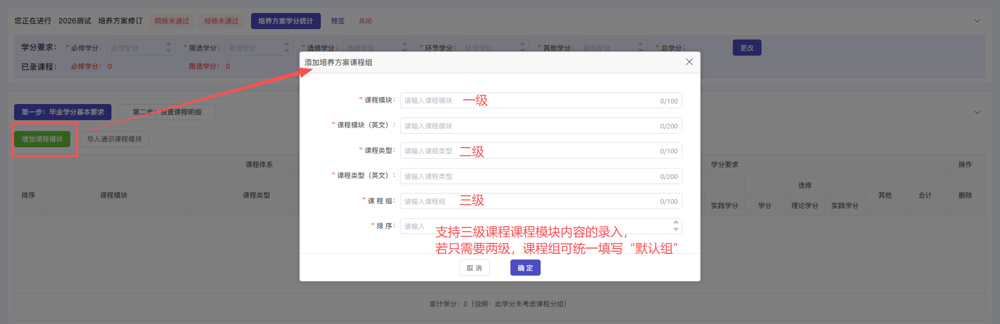 您正在进行 2026测试 培养方案修订 院核未通过 校核未通过 培养方案学分统计 预览 关闭
学分要求： *必修学分： 必修学分 *限选学分： 限选学分 *选修学分： 选修学分 *环节学分： 环节学分 *其他学分： 其他学分 *总学分： 更改
已录课程： 必修学分： 0 限选学分： 0
添加培养方案课程组
*课程模块： 请输入课程模块 一级 0/100
*课程模块（英文）： 请输入课程模块 0/200
*课程类型： 请输入课程类型 二级 0/100
*课程类型（英文）： 请输入课程类型 0/200
*课 程 组： 请输入课程组 三级 0/100
*排 序： 请输入
支持三级课程课程模块内容的录入，
若只需要两级，课程组可统一填写“默认组”
取 消 确 定
第一步：毕业学分基本要求 第二步：设置课程明细
增加课程模块 导入通识课程模块
课程体系 学分要求 操作
排序 课程模块 课程类型 选修 其他 合计 删除
实践学分 学分 理论学分 实践学分
累计学分：0（说明：此学分未考虑课程分组）